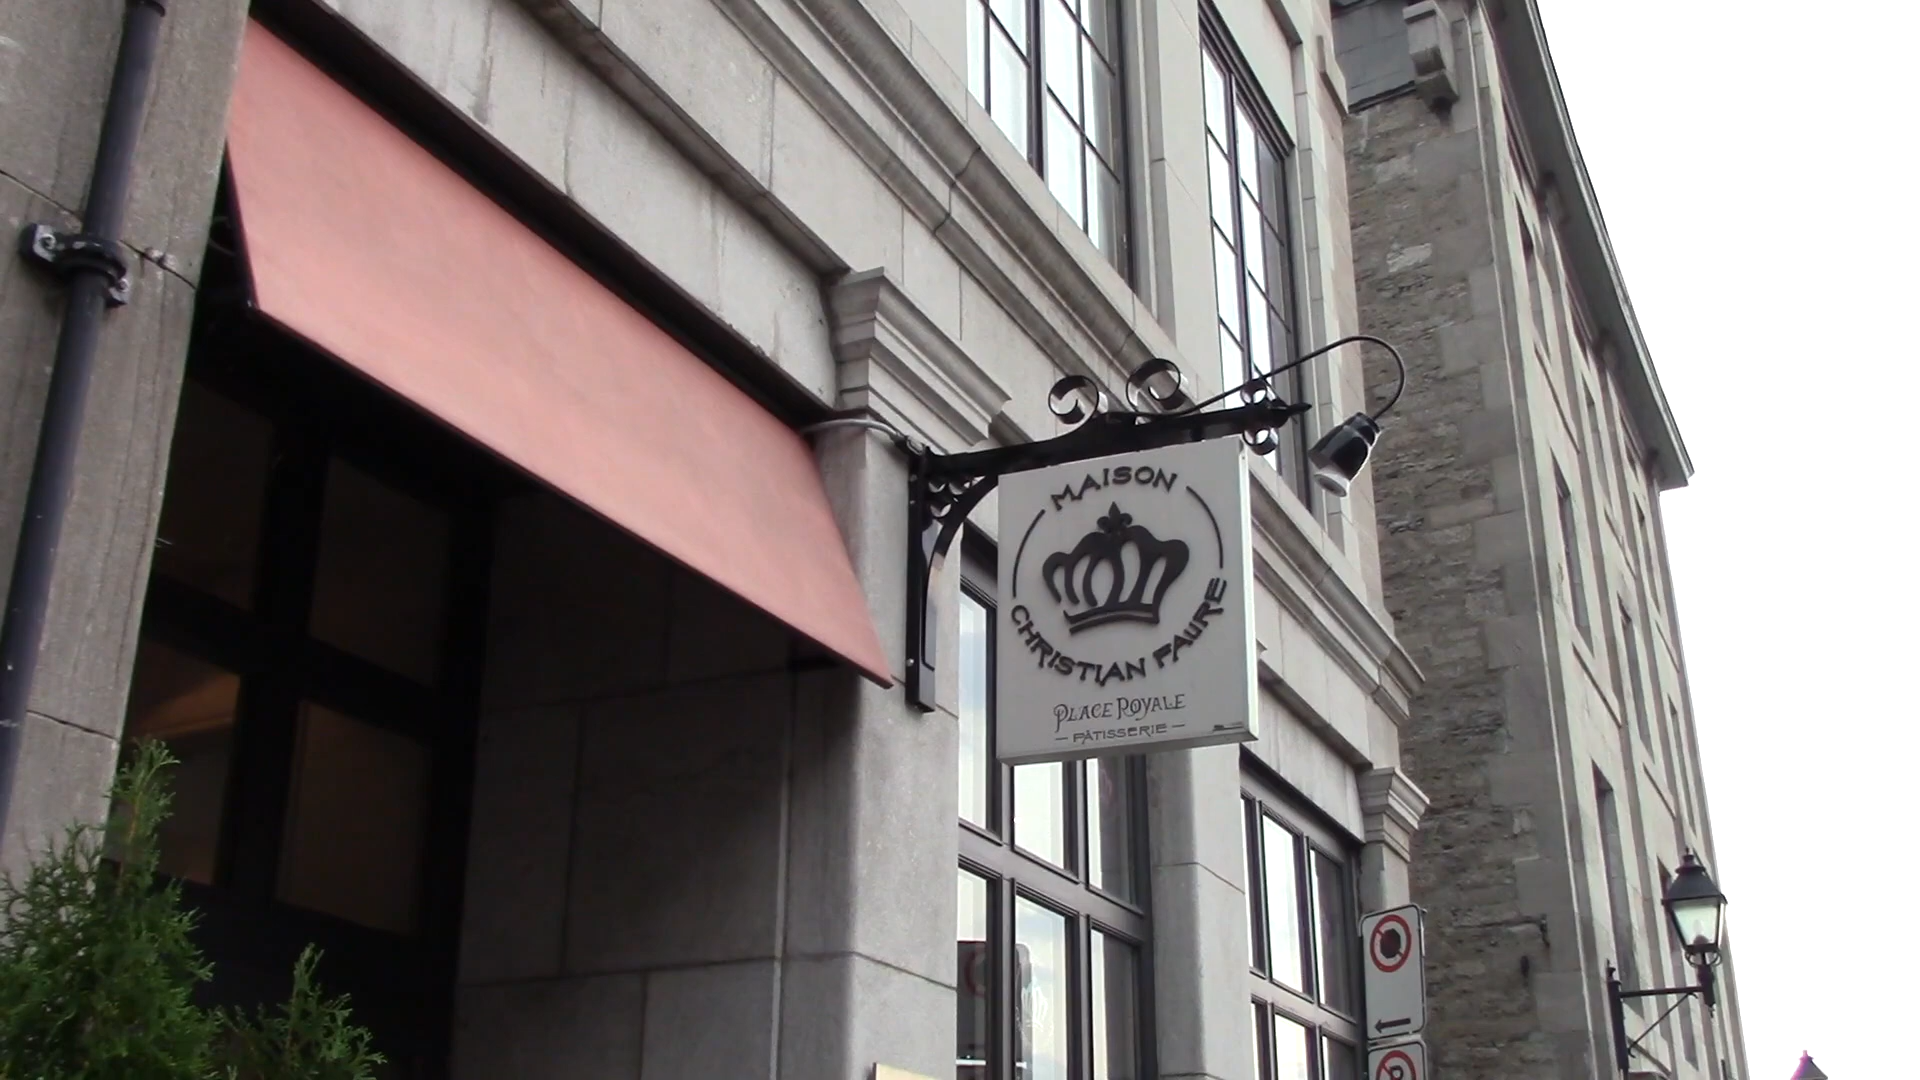 MAISON
CHRISTIAN FAURE
PLACE ROYALE
- PÂTISSERIE -